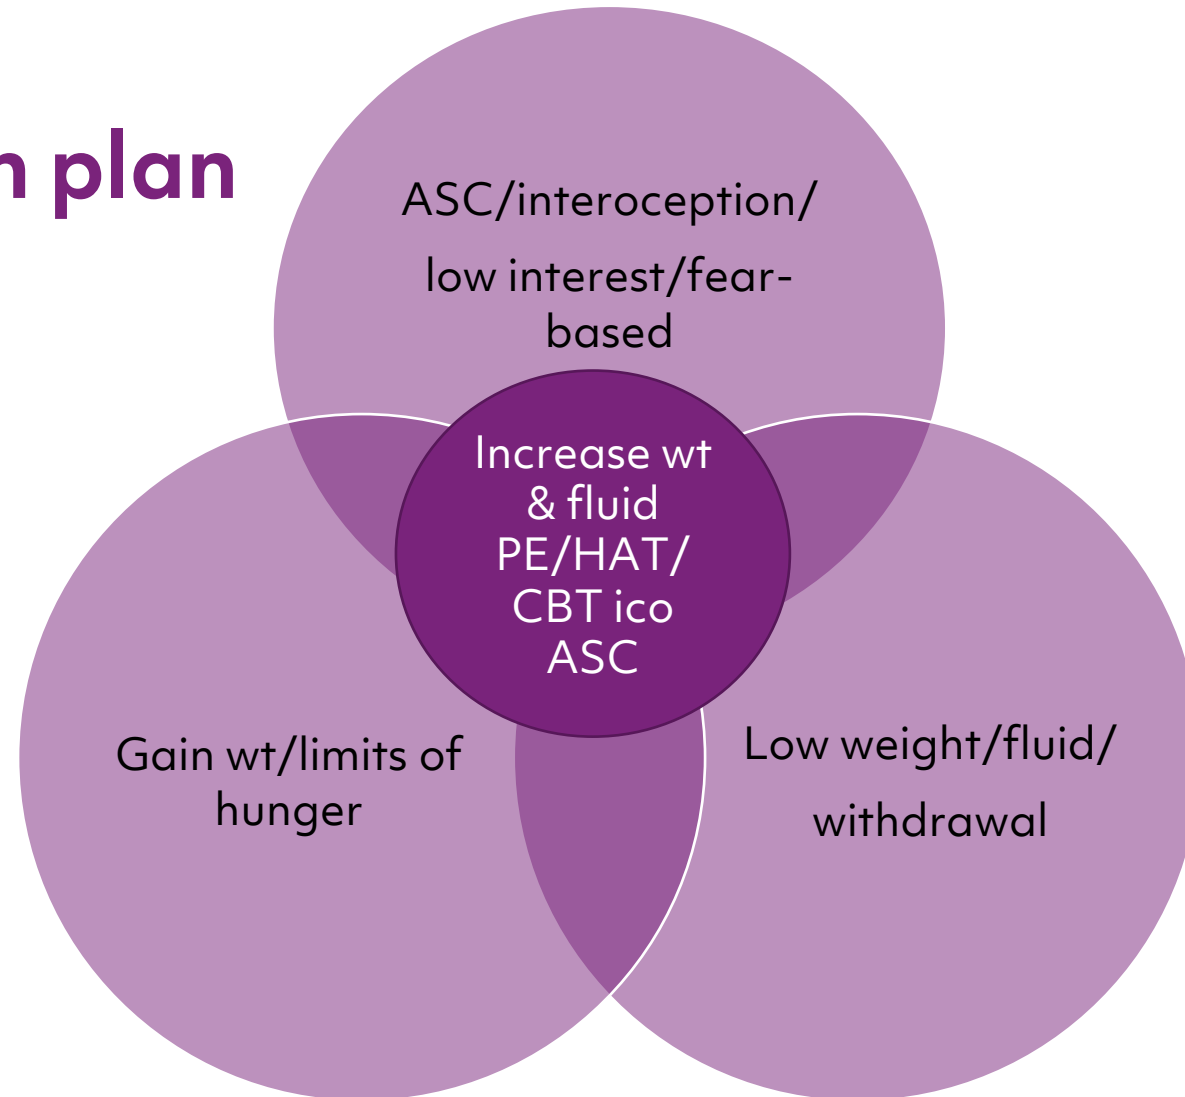 n plan
ASC/interoception/
low interest/fear-
based
Increase wt
& fluid
PE/HAT/
CBT ico
ASC
Gain wt/limits of
hunger
Low weight/fluid/
withdrawal